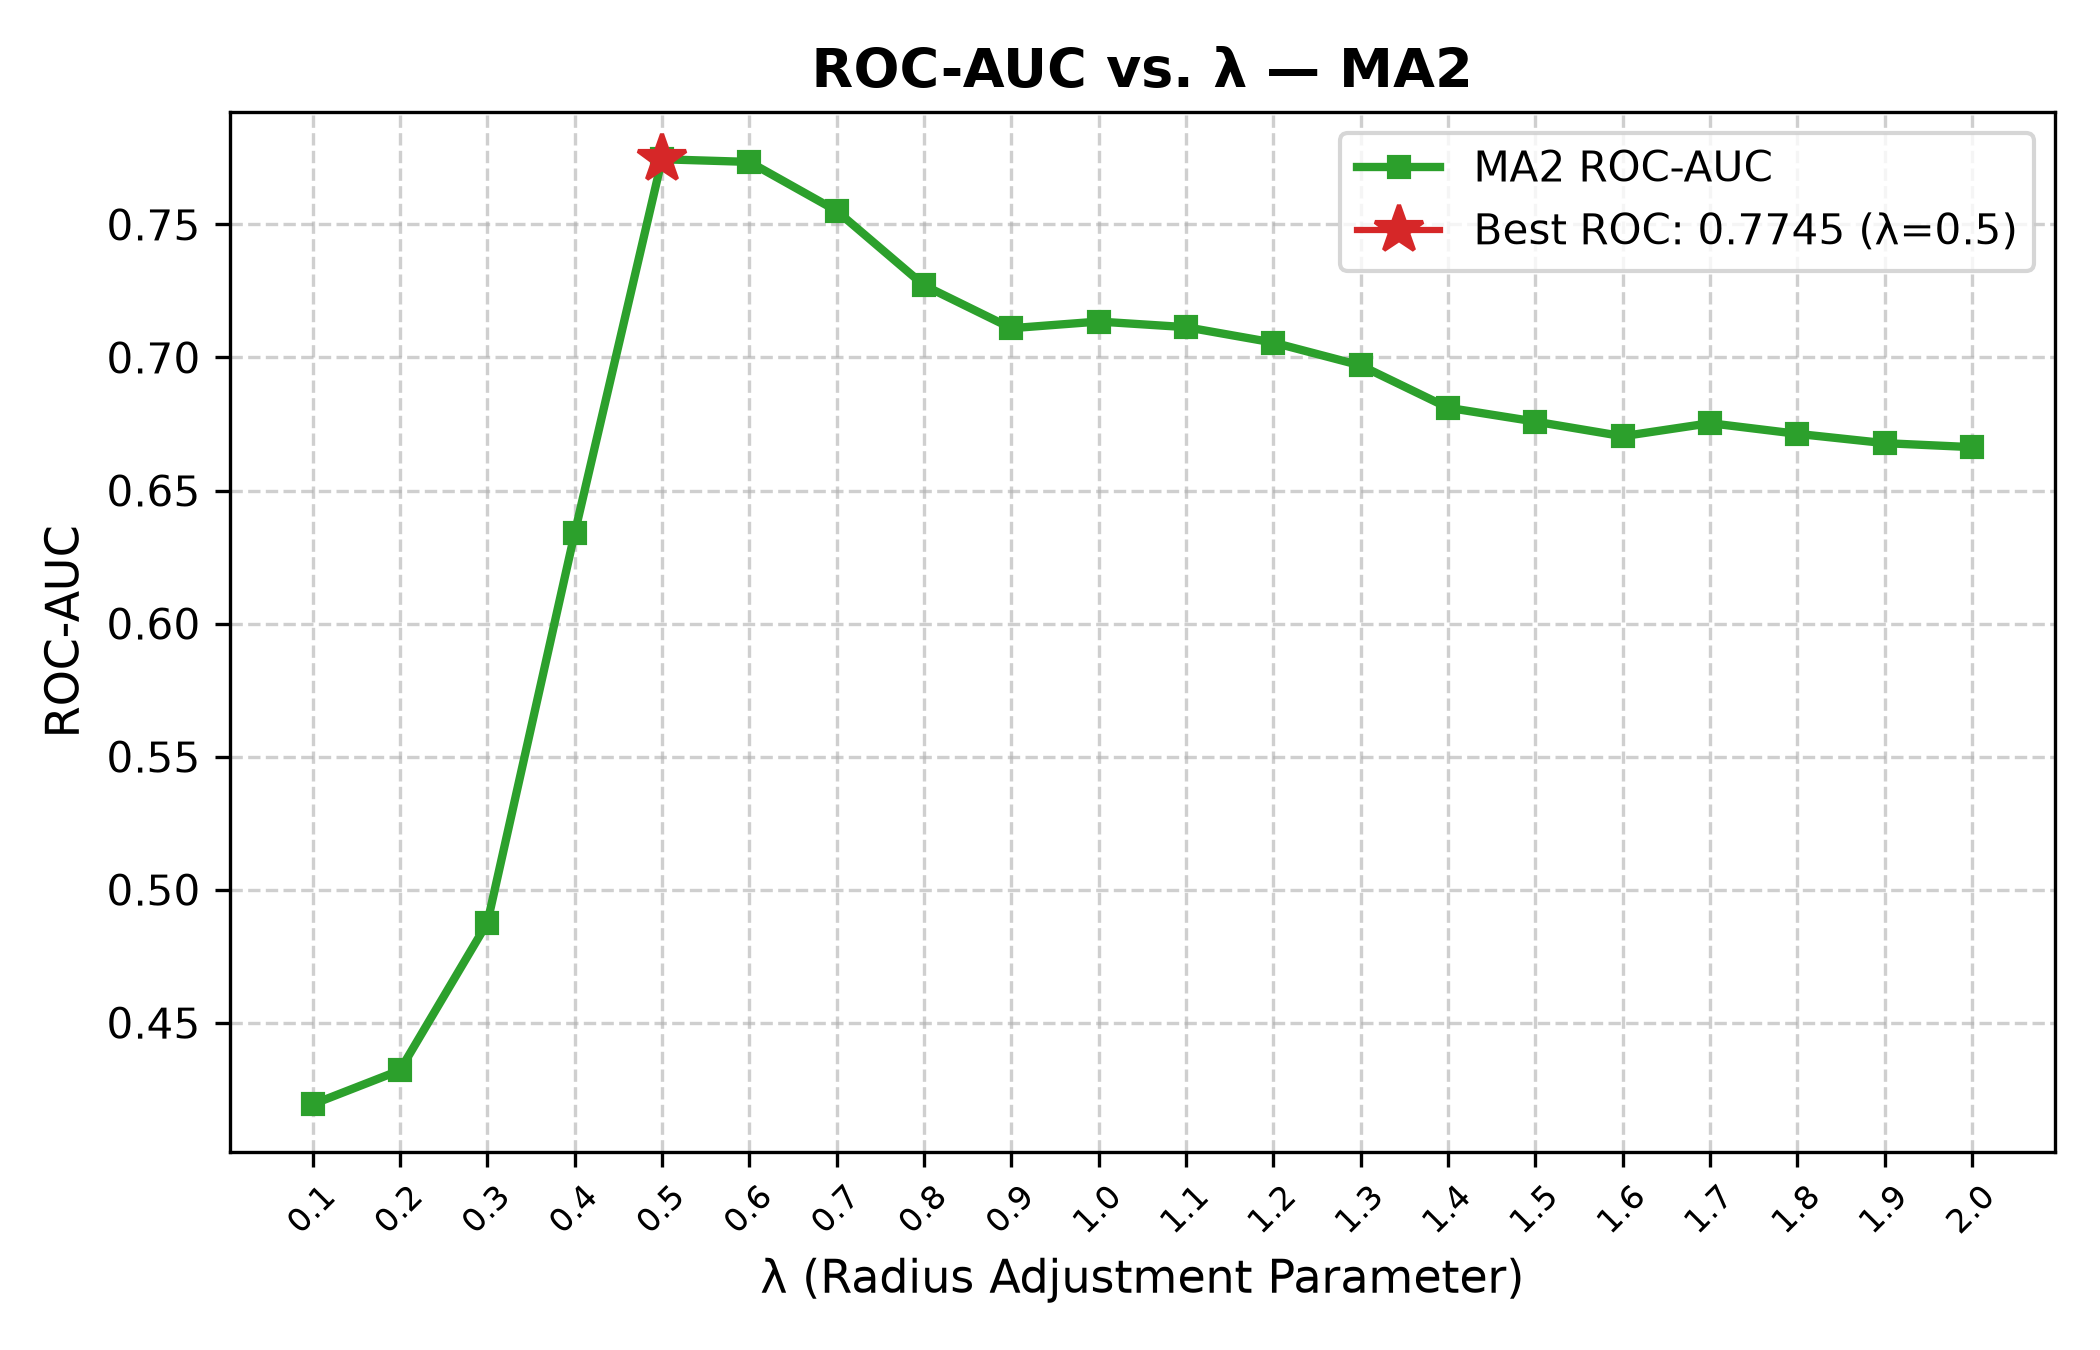 ROC-AUC vs. λ — MA2
MA2 ROC-AUC
Best ROC: 0.7745 (λ=0.5)
ROC-AUC
0.75
0.70
0.65
0.60
0.55
0.50
0.45
0.1 0.2 0.3 0.4 0.5 0.6 0.7 0.8 0.9 1.0 1.1 1.2 1.3 1.4 1.5 1.6 1.7 1.8 1.9 2.0
λ (Radius Adjustment Parameter)